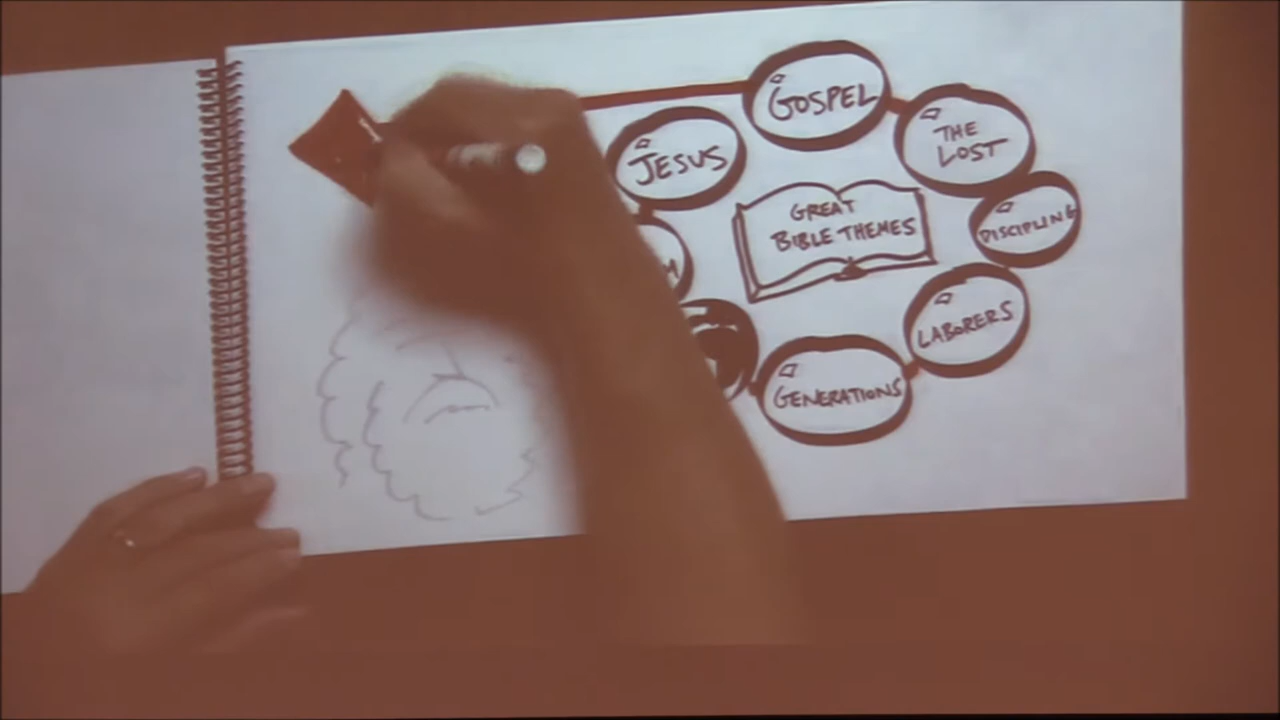 GOSPEL
THE
LOST
JESUS
DISCIPLING
GREAT
BIBLE THEMES
LABORERS
GENERATIONS